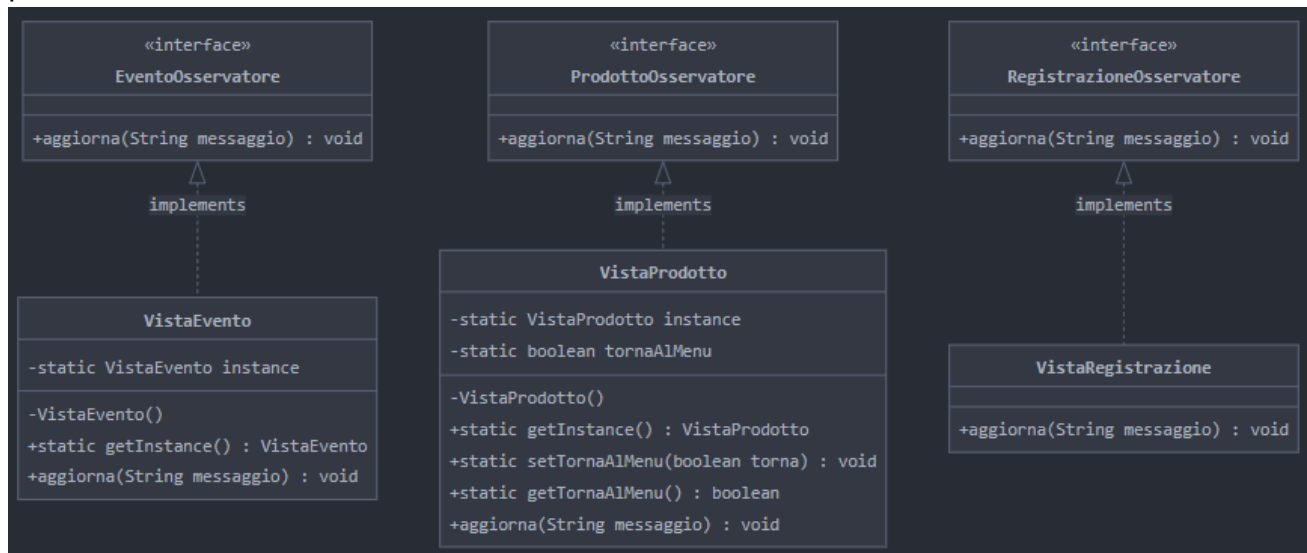 «interface»
EventoOsservatore
+aggiorna(String messaggio) : void
implements
VistaEvento
-static VistaEvento instance
-VistaEvento()
+static getInstance() : VistaEvento
+aggiorna(String messaggio) : void
«interface»
ProdottoOsservatore
+aggiorna(String messaggio) : void
implements
VistaProdotto
-static VistaProdotto instance
-static boolean tornaAlMenu
-VistaProdotto()
+static getInstance() : VistaProdotto
+static setTornaAlMenu(boolean torna) : void
+static getTornaAlMenu() : boolean
+aggiorna(String messaggio) : void
«interface»
RegistrazioneOsservatore
+aggiorna(String messaggio) : void
implements
VistaRegistrazione
+aggiorna(String messaggio) : void